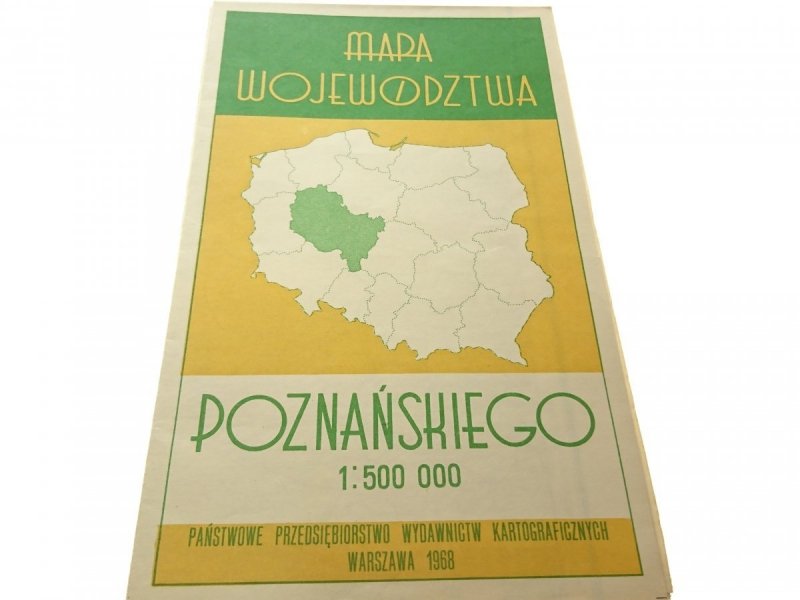 MAPA
WOJEWÓDZTWA
POZNAŃSKIEGO
1:500 000
PAŃSTWOWE PRZEDSIĘBIORSTWO WYDAWNICTW KARTOGRAFICZNYCH
WARSZAWA 1968